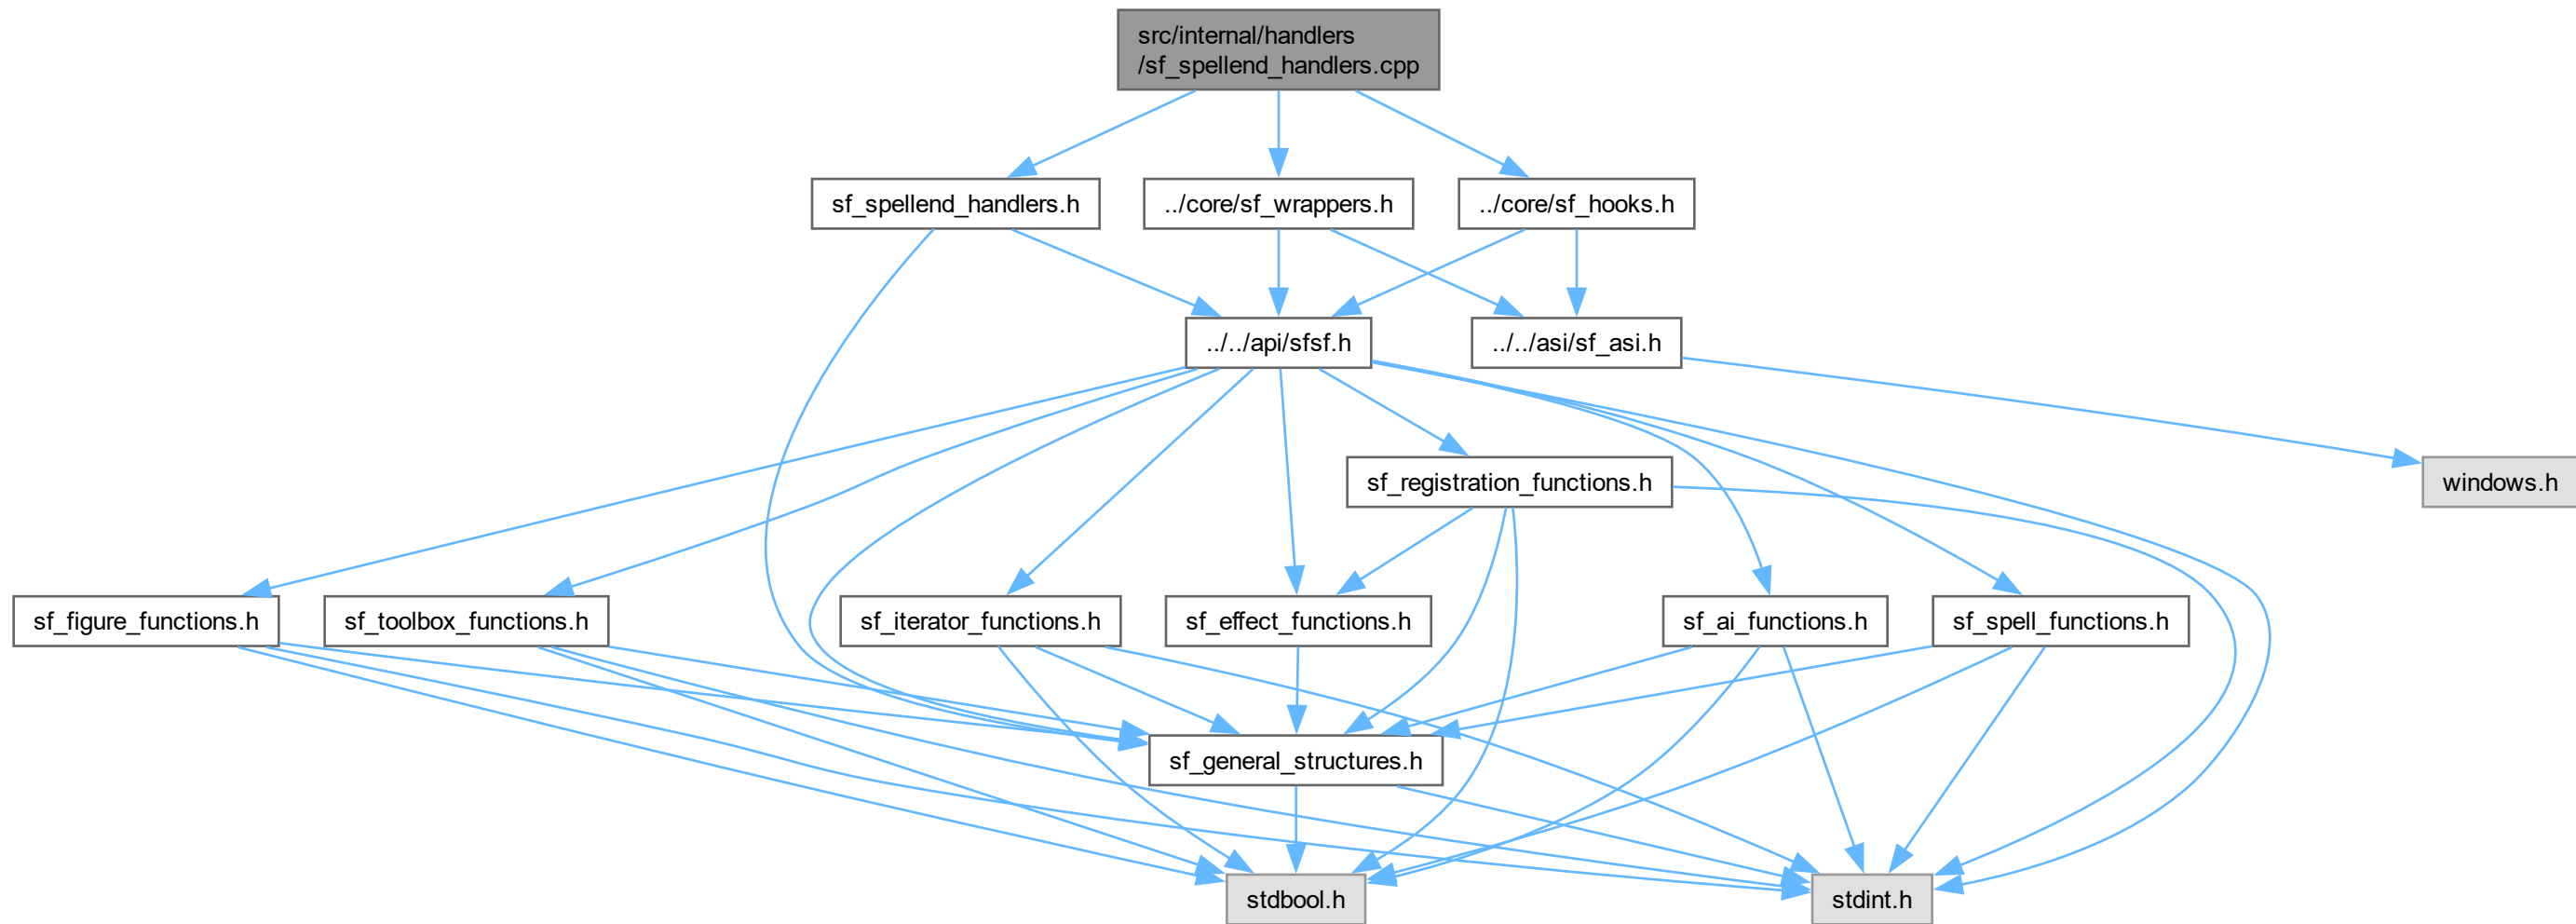 src/internal/handlers
/sf_spellend_handlers.cpp
sf_spellend_handlers.h
../core/sf_wrappers.h
../core/sf_hooks.h
../../api/sfsf.h
../../asi/sf_asi.h
sf_registration_functions.h
windows.h
sf_figure_functions.h
sf_toolbox_functions.h
sf_iterator_functions.h
sf_effect_functions.h
sf_ai_functions.h
sf_spell_functions.h
sf_general_structures.h
stdbool.h
stdint.h